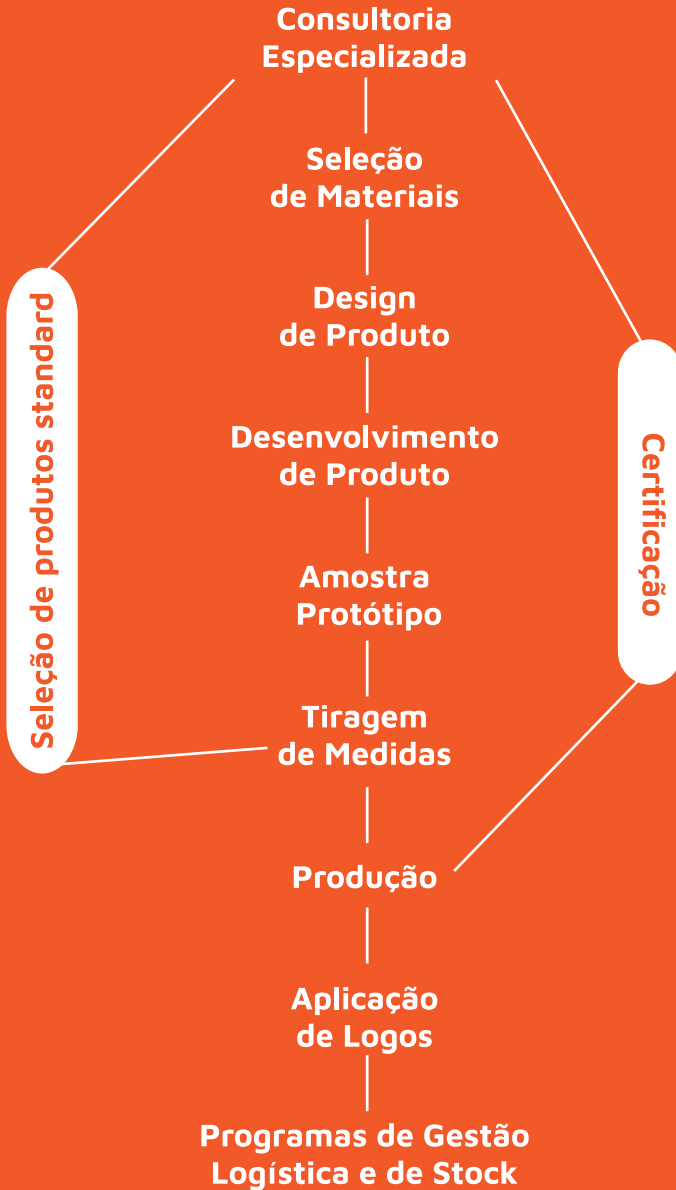 Consultoria
Especializada
Seleção
de Materiais
Design
de Produto
Desenvolvimento
de Produto
Amostra
Protótipo
Tiragem
de Medidas
Produção
Aplicação
de Logos
Programas de Gestão
Logística e de Stock
Seleção de produtos standard
Certificação